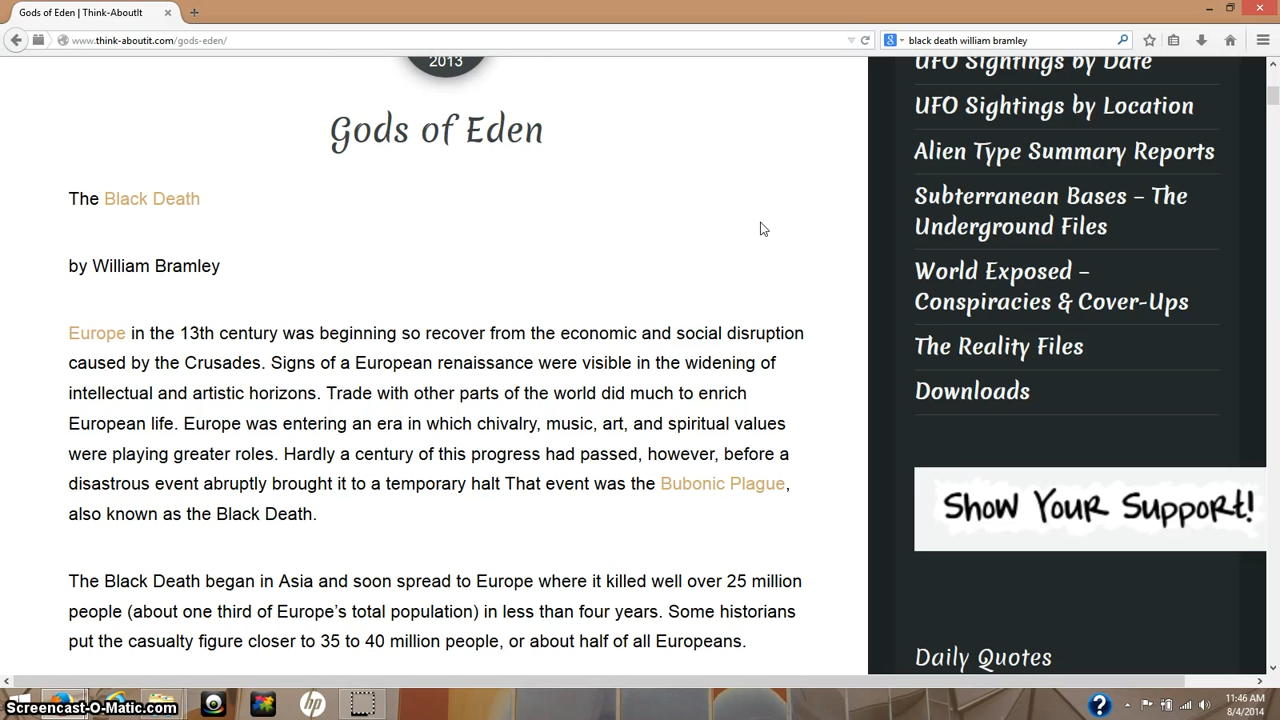 Gods of Eden | Think-AboutIt
www.think-aboutit.com/gods-eden/
black death william bramley
2013
Gods of Eden
The Black Death
by William Bramley
Europe in the 13th century was beginning so recover from the economic and social disruption
caused by the Crusades. Signs of a European renaissance were visible in the widening of
intellectual and artistic horizons. Trade with other parts of the world did much to enrich
European life. Europe was entering an era in which chivalry, music, art, and spiritual values
were playing greater roles. Hardly a century of this progress had passed, however, before a
disastrous event abruptly brought it to a temporary halt That event was the Bubonic Plague,
also known as the Black Death.
The Black Death began in Asia and soon spread to Europe where it killed well over 25 million
people (about one third of Europe's total population) in less than four years. Some historians
put the casualty figure closer to 35 to 40 million people, or about half of all Europeans.
UFO Sightings by Date
UFO Sightings by Location
Alien Type Summary Reports
Subterranean Bases – The
Underground Files
World Exposed –
Conspiracies & Cover-Ups
The Reality Files
Downloads
Show Your Support!
Daily Quotes
Screencast-O-Matic.com
hp
11:46 AM
8/4/2014